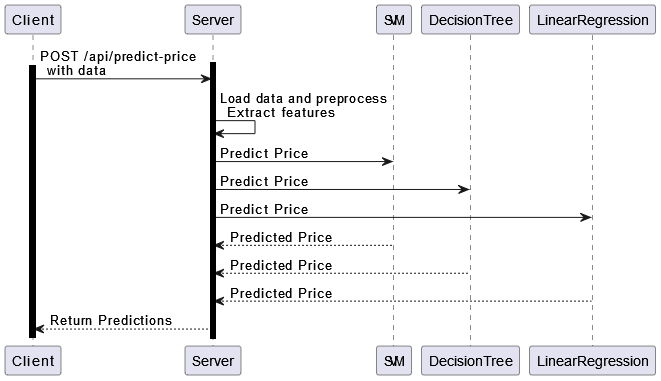 Client Server SVM DecisionTree LinearRegression
POST /api/predict-price
with data
Load data and preprocess
Extract features
Predict Price
Predict Price
Predict Price
Predicted Price
Predicted Price
Predicted Price
Return Predictions
Client Server SVM DecisionTree LinearRegression